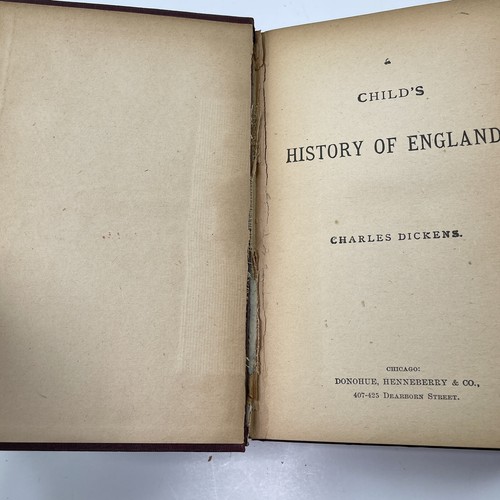 A
CHILD'S
HISTORY OF ENGLAND
CHARLES DICKENS.
CHICAGO:
DONOHUE, HENNEBERRY & CO.,
407-425 DEARBORN STREET.